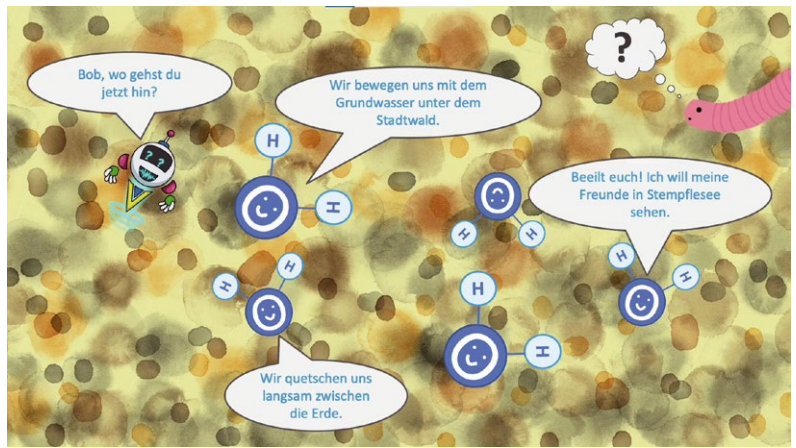 Bob, wo gehst du
jetzt hin?
Wir bewegen uns mit dem
Grundwasser unter dem
Stadtwald.
?
? ?
H
H
Beeilt euch! Ich will meine
Freunde in Stempflesee
sehen.
H
H
H
H
H
H
H
H
Wir quetschen uns
langsam zwischen
die Erde.